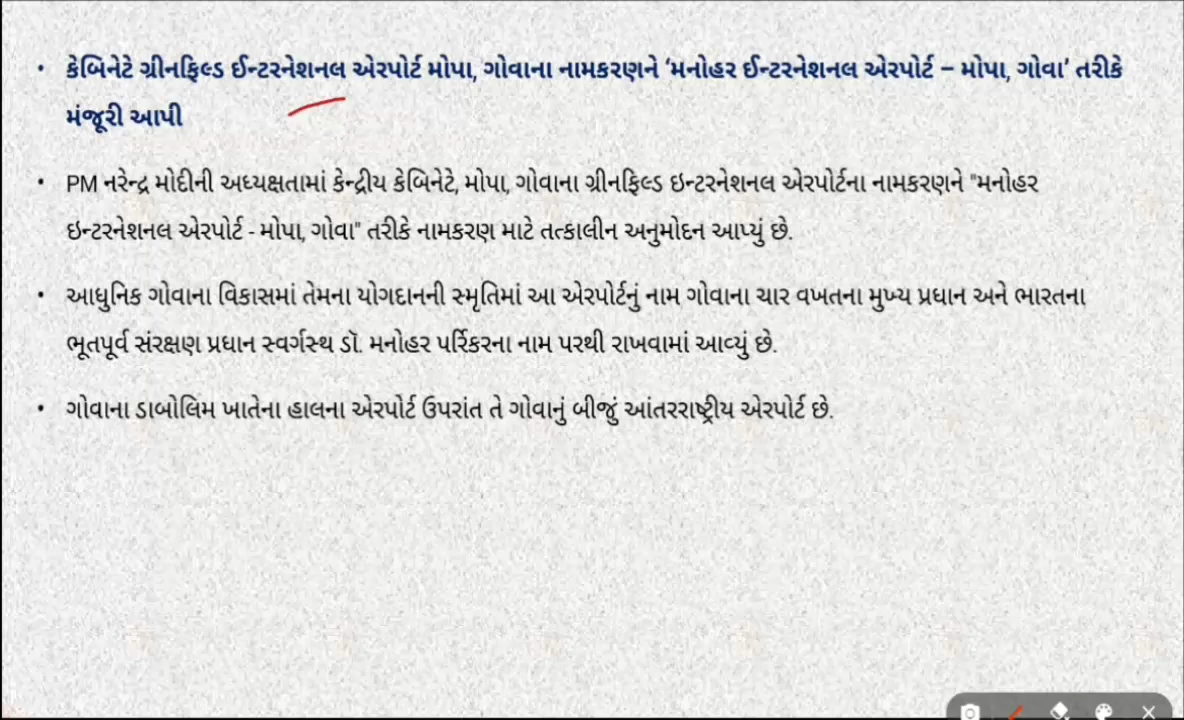 • કેબિનેટે ગ્રીનફિલ્ડ ઈન્ટરનેશનલ એરપોર્ટ મોપા, ગોવાના નામકરણને ‘મનોહર ઈન્ટરનેશનલ એરપોર્ટ – મોપા, ગોવા’ તરીકે
મંજૂરી આપી
• PM નરેન્દ્ર મોદીની અધ્યક્ષતામાં કેન્દ્રીય કેબિનેટે, મોપા, ગોવાના ગ્રીનફિલ્ડ ઇન્ટરનેશનલ એરપોર્ટના નામકરણને "મનોહર
ઇન્ટરનેશનલ એરપોર્ટ - મોપા, ગોવા" તરીકે નામકરણ માટે તત્કાલીન અનુમોદન આપ્યું છે.
• આધુનિક ગોવાના વિકાસમાં તેમના યોગદાનની સ્મૃતિમાં આ એરપોર્ટનું નામ ગોવાના ચાર વખતના મુખ્ય પ્રધાન અને ભારતના
ભૂતપૂર્વ સંરક્ષણ પ્રધાન સ્વર્ગસ્થ ડૉ. મનોહર પર્રિકરના નામ પરથી રાખવામાં આવ્યું છે.
• ગોવાના ડાબોલિમ ખાતેના હાલના એરપોર્ટ ઉપરાંત તે ગોવાનું બીજું આંતરરાષ્ટ્રીય એરપોર્ટ છે.